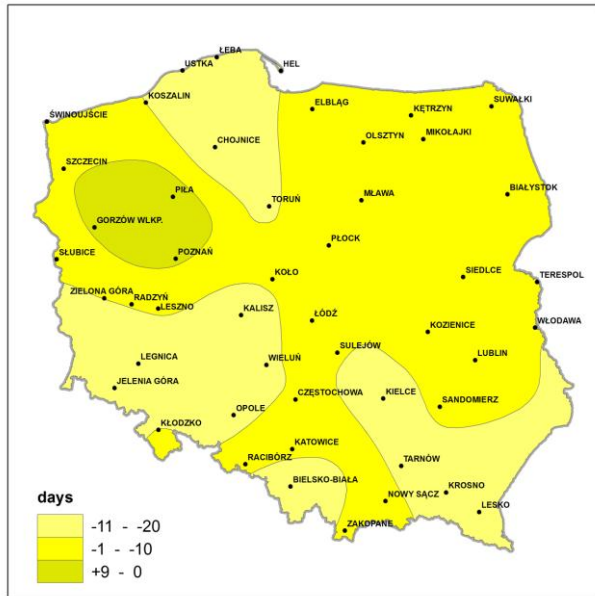 ŁEBA
USTKA
HEL
KOSZALIN
ELBLĄG
KĘTRZYN
SUWAŁKI
ŚWINOUJŚCIE
OLSZTYN
MIKOŁAJKI
CHOJNICE
SZCZECIN
PIŁA
MŁAWA
BIAŁYSTOK
TORUŃ
GORZÓW WLKP.
PŁOCK
SŁUBICE
POZNAŃ
KOŁO
SIEDLCE
TERESPOL
ZIELONA GÓRA
RADZYŃ
LESZNO
KALISZ
ŁÓDŹ
KOZIENICE
WŁODAWA
SULEJÓW
LEGNICA
WIELUŃ
LUBLIN
JELENIA GÓRA
CZĘSTOCHOWA
KIELCE
SANDOMIERZ
OPOLE
KŁODZKO
KATOWICE
RACIBÓRZ
TARNÓW
BIELSKO-BIAŁA
KROSNO
NOWY SĄCZ
LESKO
ZAKOPANE
days
-11 - -20
-1 - -10
+9 - 0